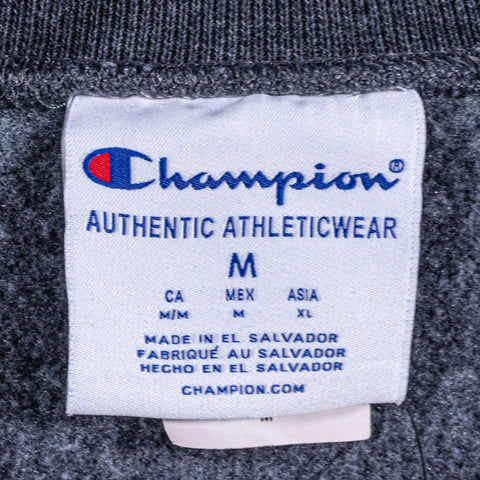 Champion®
AUTHENTIC ATHLETICWEAR
M
CA MEX ASIA
M/M M XL
MADE IN EL SALVADOR
FABRIQUÉ AU SALVADOR
HECHO EN EL SALVADOR
CHAMPION.COM